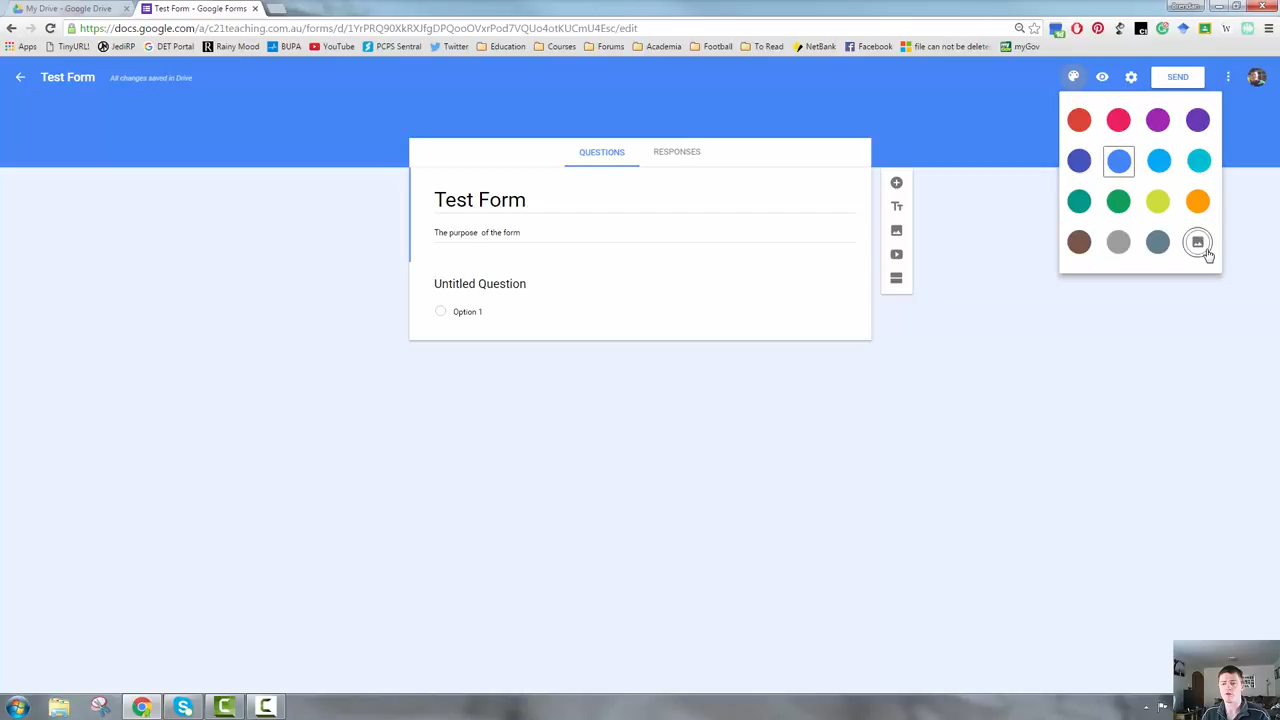 My Drive - Google Drive
Test Form - Google Forms
Brendan
https://docs.google.com/a/c21teaching.com.au/forms/d/1YrPRQ90XkRXJfgDPQooOVxrPod7VQUo4otKUCmU4Esc/edit
Apps
TinyURL!
JediRP
DET Portal
Rainy Mood
BUPA
YouTube
PCPS Sentral
Twitter
Education
Courses
Forums
Academia
Football
To Read
NetBank
Facebook
file can not be delete
myGov
Test Form
All changes saved in Drive
SEND
QUESTIONS
RESPONSES
Test Form
The purpose of the form
Untitled Question
Option 1